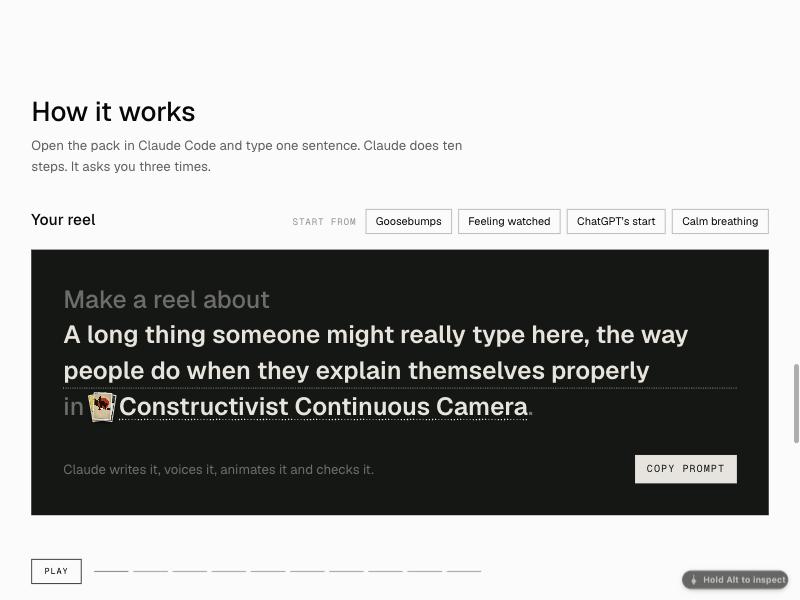 How it works
Open the pack in Claude Code and type one sentence. Claude does ten
steps. It asks you three times.
Your reel
START FROM
Goosebumps
Feeling watched
ChatGPT's start
Calm breathing
Make a reel about
A long thing someone might really type here, the way
people do when they explain themselves properly
in Constructivist Continuous Camera.
Claude writes it, voices it, animates it and checks it.
COPY PROMPT
PLAY
Hold Alt to inspect